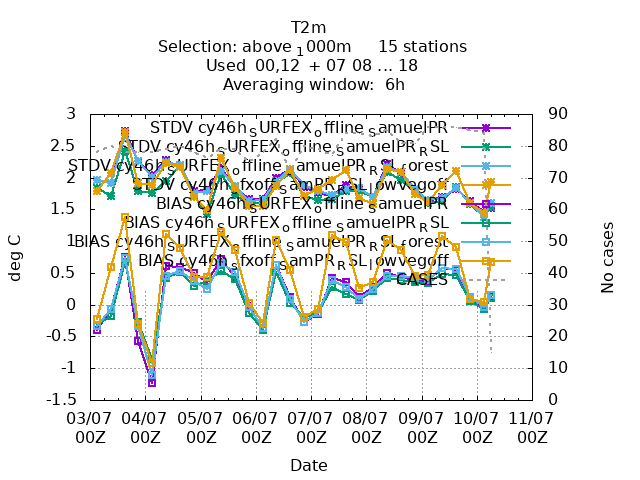 T2m
Selection: above 1000m 15 stations
Used 00,12 + 07 08 ... 18
Averaging window: 6h
3
2.5
2
1.5
1
0.5
0
-0.5
-1
-1.5
deg C
90
80
70
60
50
40
30
20
10
0
No cases
STDV cy46h_SURFEX_offline_samuelPR
STDV cy46h_SURFEX_offline_samuelPR_RSL
STDV cy46h_SURFEX_offline_samuelPR_RSL_forest
STDV cy46h_sfxoff_samPR_RSL_lowvegoff
BIAS cy46h_SURFEX_offline_samuelPR
BIAS cy46h_SURFEX_offline_samuelPR_RSL
BIAS cy46h_SURFEX_offline_samuelPR_RSL_forest
BIAS cy46h_sfxoff_samPR_RSL_lowvegoff
CASES
03/07 04/07 05/07 06/07 07/07 08/07 09/07 10/07 11/07
00Z 00Z 00Z 00Z 00Z 00Z 00Z 00Z 00Z
Date